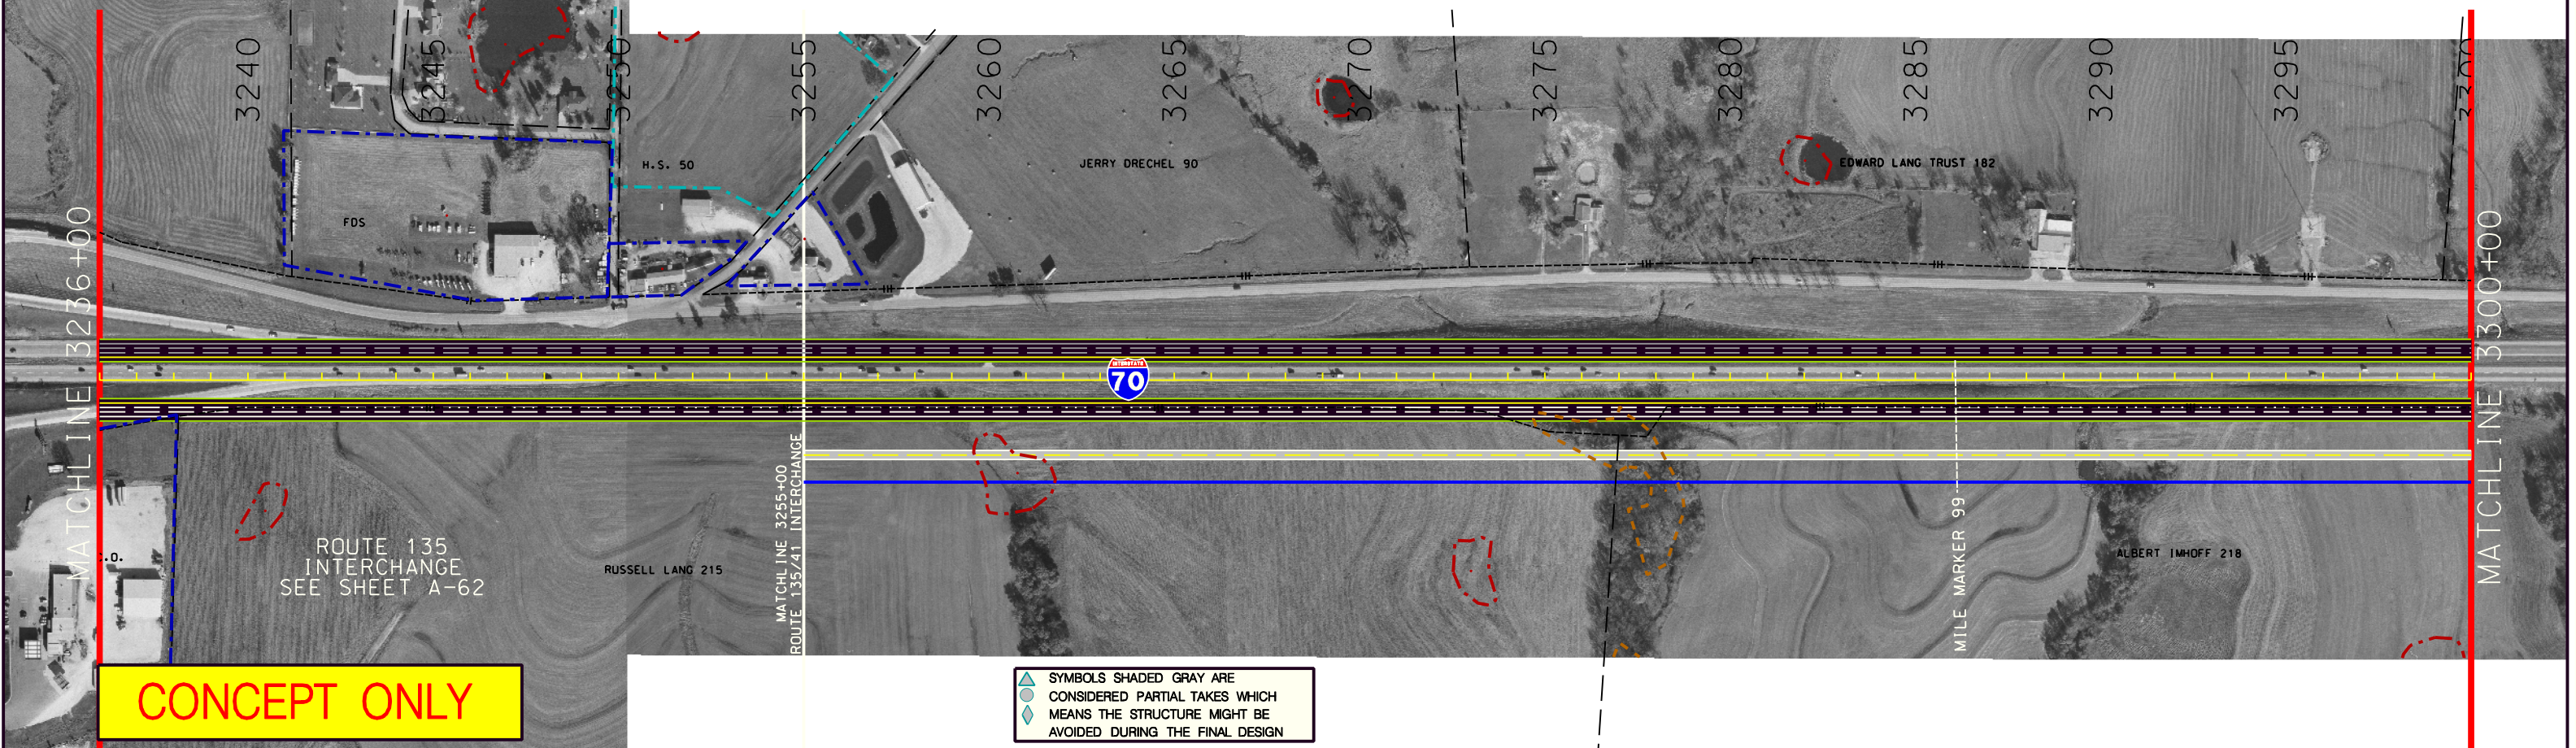 3240
3245
3250
3255
3260
3265
3270
3275
3280
3285
3290
3295
3300
H.S. 50
JERRY DRECHEL 90
EDWARD LANG TRUST 182
FDS
MATCHLINE 3236+00
MATCHLINE 3300+00
INTERSTATE
70
ROUTE 135
INTERCHANGE
SEE SHEET A-62
RUSSELL LANG 215
MATCHLINE 3255+00
ROUTE 135/41 INTERCHANGE
MILE MARKER 99
ALBERT IMHOFF 218
CONCEPT ONLY
SYMBOLS SHADED GRAY ARE
CONSIDERED PARTIAL TAKES WHICH
MEANS THE STRUCTURE MIGHT BE
AVOIDED DURING THE FINAL DESIGN